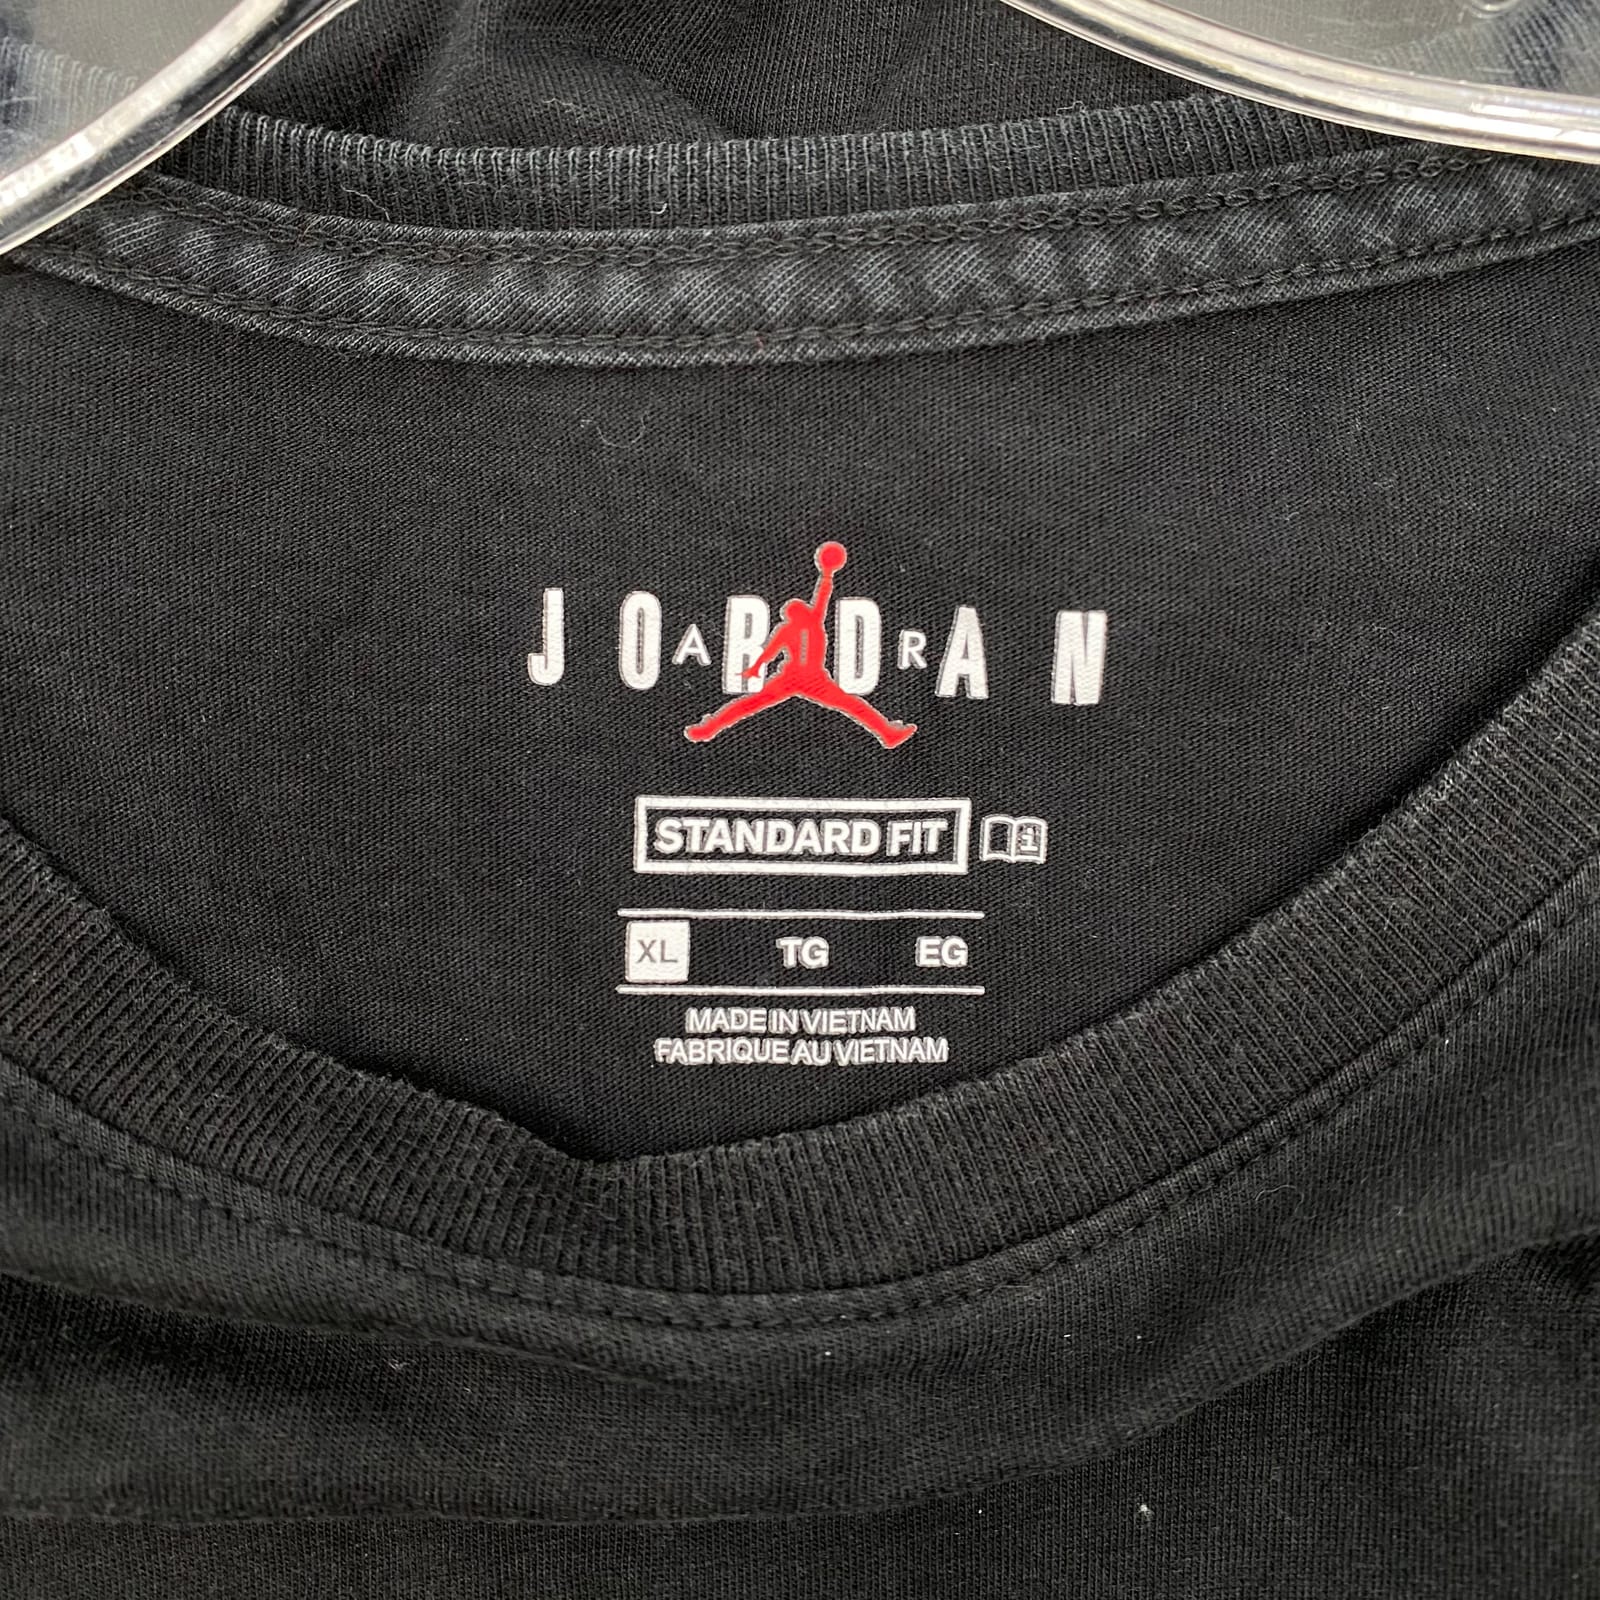 JORDAN
AIR
STANDARD FIT
XL TG EG
MADE IN VIETNAM
FABRIQUE AU VIETNAM